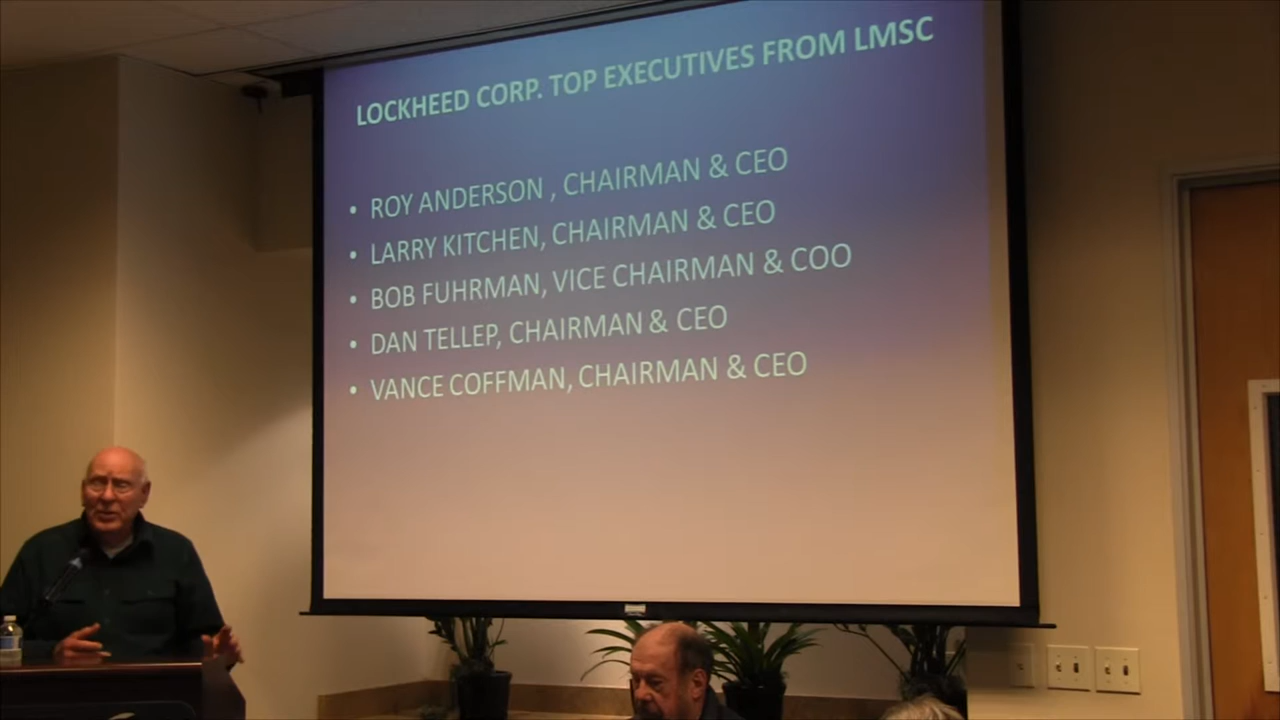 LOCKHEED CORP. TOP EXECUTIVES FROM LMSC
• ROY ANDERSON , CHAIRMAN & CEO
• LARRY KITCHEN, CHAIRMAN & CEO
• BOB FUHRMAN, VICE CHAIRMAN & COO
• DAN TELLEP, CHAIRMAN & CEO
• VANCE COFFMAN, CHAIRMAN & CEO